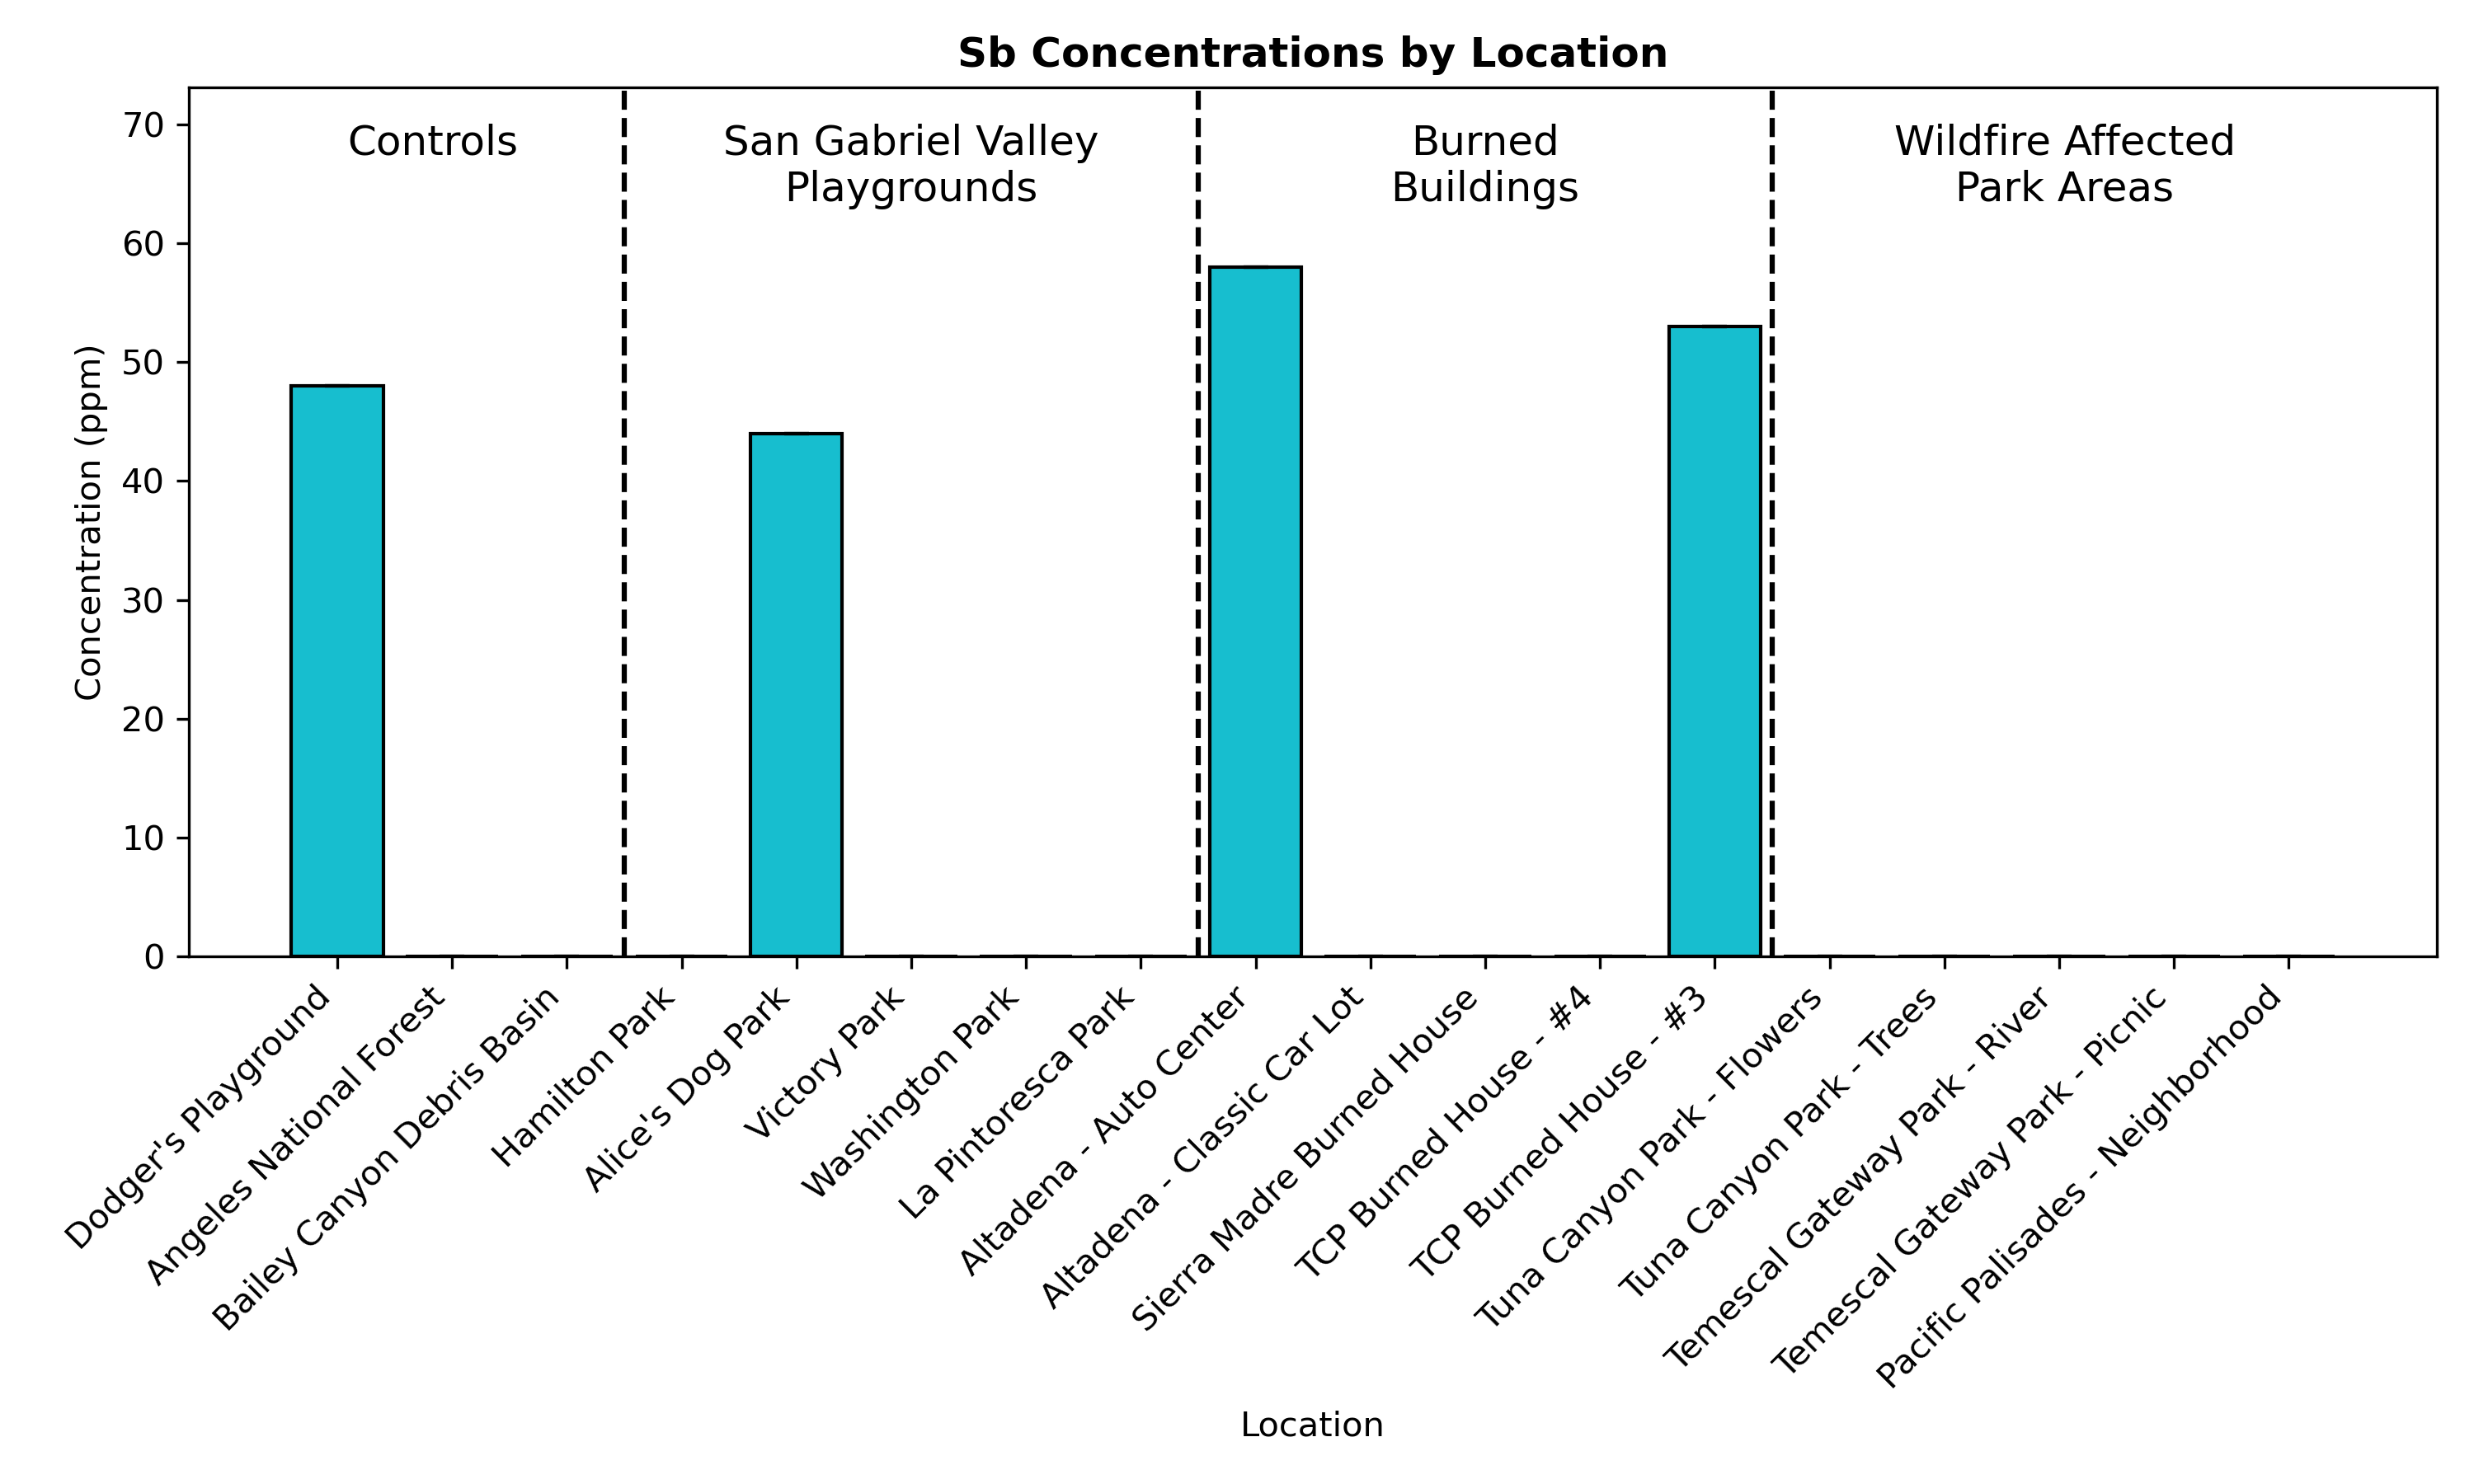 Sb Concentrations by Location
Controls
San Gabriel Valley
Playgrounds
Burned
Buildings
Wildfire Affected
Park Areas
Concentration (ppm)
70
60
50
40
30
20
10
0
Dodger's Playground
Angeles National Forest
Bailey Canyon Debris Basin
Hamilton Park
Alice's Dog Park
Victory Park
Washington Park
La Pintoresca Park
Altadena - Auto Center
Altadena - Classic Car Lot
Sierra Madre Burned House
TCP Burned House - #4
TCP Burned House - #3
Tuna Canyon Park - Flowers
Tuna Canyon Park - Trees
Temescal Gateway Park - River
Temescal Gateway Park - Picnic
Pacific Palisades - Neighborhood
Location